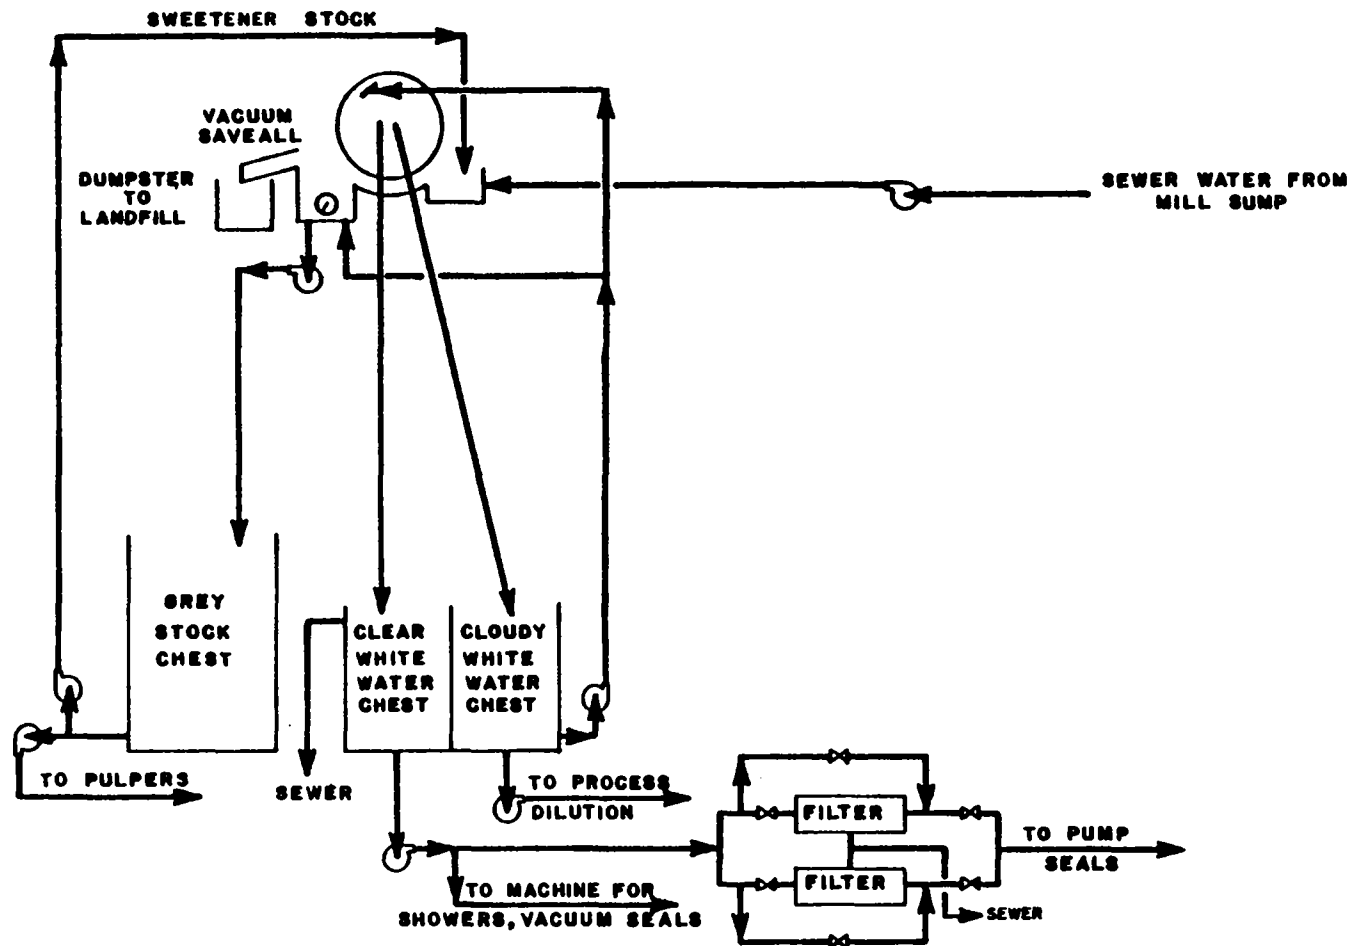 SWEETENER STOCK
VACUUM
SAVEALL
DUMPSTER
TO
LANDFILL
SEWER WATER FROM
MILL SUMP
GREY
STOCK
CHEST
CLEAR
WHITE
WATER
CHEST
CLOUDY
WHITE
WATER
CHEST
TO PULPERS
SEWER
TO PROCESS
DILUTION
FILTER
FILTER
TO PUMP
SEALS
TO MACHINE FOR
SHOWERS, VACUUM SEALS
SEWER